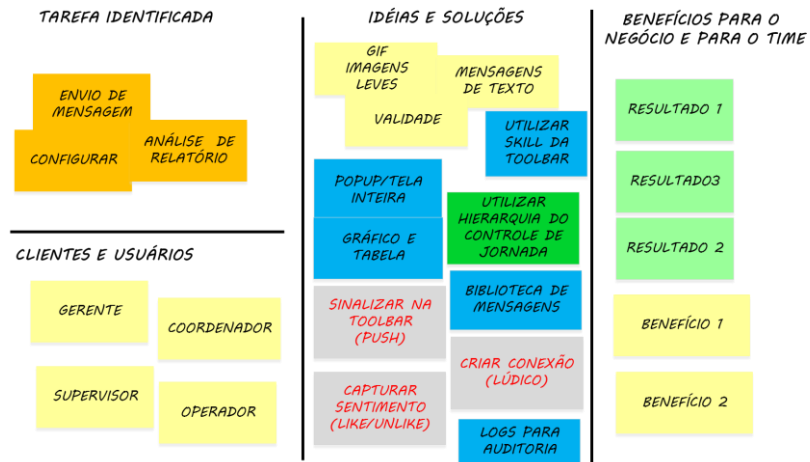 TAREFA IDENTIFICADA
ENVIO DE
MENSAGEM
CONFIGURAR
ANÁLISE DE
RELATÓRIO
CLIENTES E USUÁRIOS
GERENTE
COORDENADOR
SUPERVISOR
OPERADOR
IDÉIAS E SOLUÇÕES
GIF
IMAGENS
LEVES
MENSAGENS
DE TEXTO
VALIDADE
UTILIZAR
SKILL DA
TOOLBAR
POPUP/TELA
INTEIRA
UTILIZAR
HIERARQUIA DO
CONTROLE DE
JORNADA
GRÁFICO E
TABELA
BIBLIOTECA DE
MENSAGENS
SINALIZAR NA
TOOLBAR
(PUSH)
CRIAR CONEXÃO
(LÚDICO)
CAPTURAR
SENTIMENTO
(LIKE/UNLIKE)
LOGS PARA
AUDITORIA
BENEFÍCIOS PARA O
NEGÓCIO E PARA O TIME
RESULTADO 1
RESULTADO3
RESULTADO 2
BENEFÍCIO 1
BENEFÍCIO 2